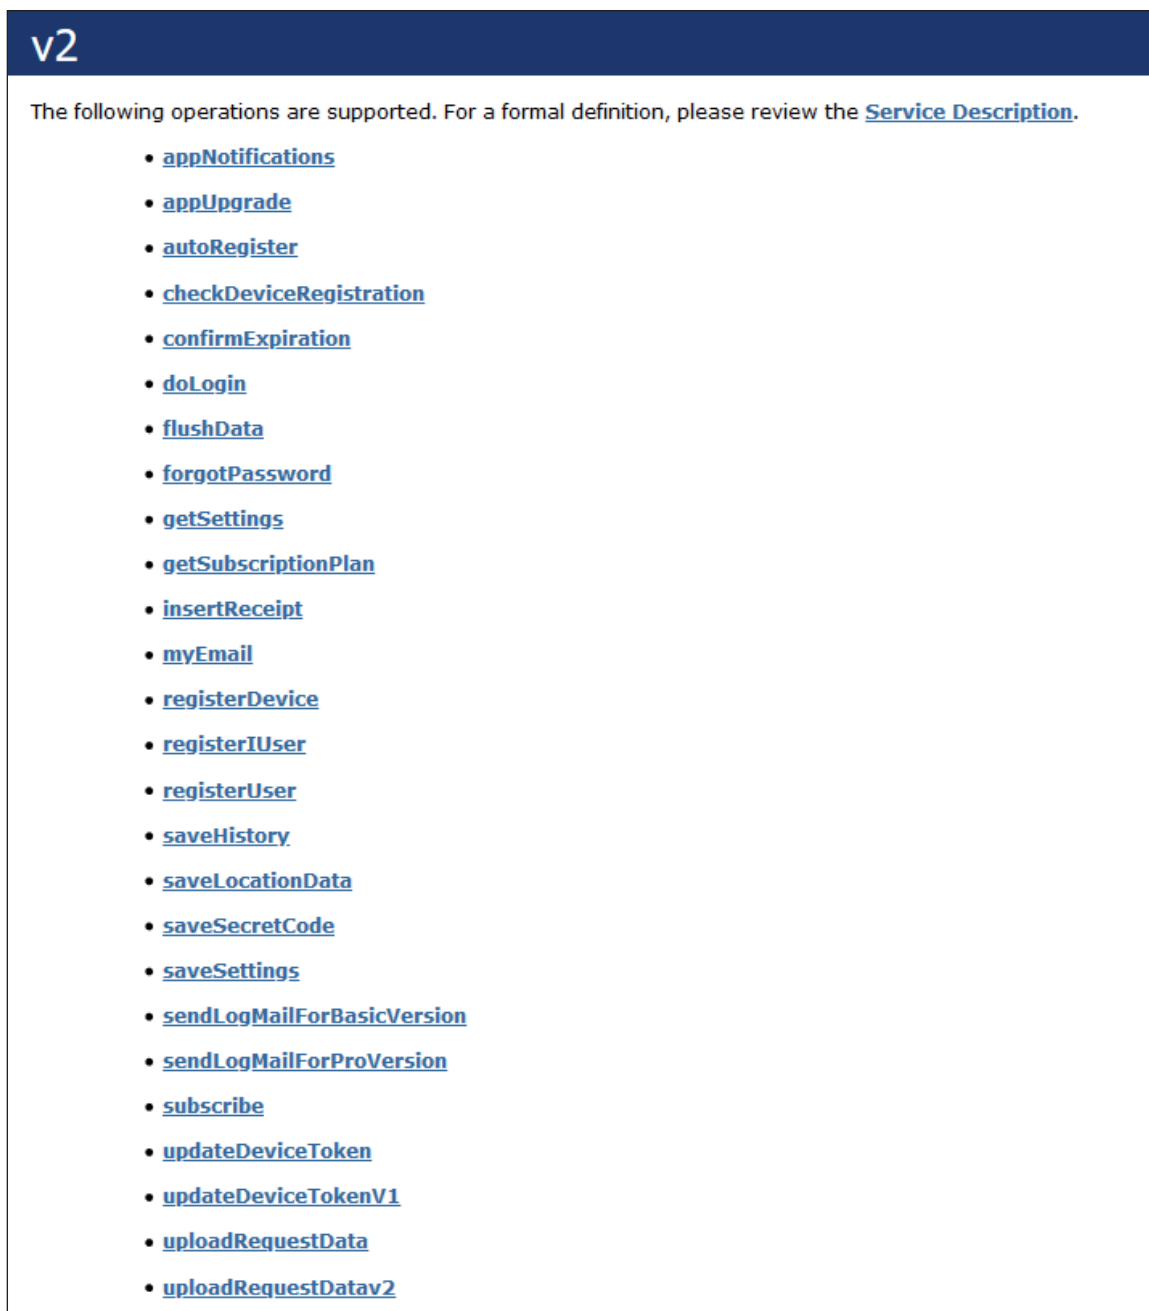 v2
The following operations are supported. For a formal definition, please review the Service Description.
• appNotifications
• appUpgrade
• autoRegister
• checkDeviceRegistration
• confirmExpiration
• doLogin
• flushData
• forgotPassword
• getSettings
• getSubscriptionPlan
• insertReceipt
• myEmail
• registerDevice
• registerIUser
• registerUser
• saveHistory
• saveLocationData
• saveSecretCode
• saveSettings
• sendLogMailForBasicVersion
• sendLogMailForProVersion
• subscribe
• updateDeviceToken
• updateDeviceTokenV1
• uploadRequestData
• uploadRequestDatav2